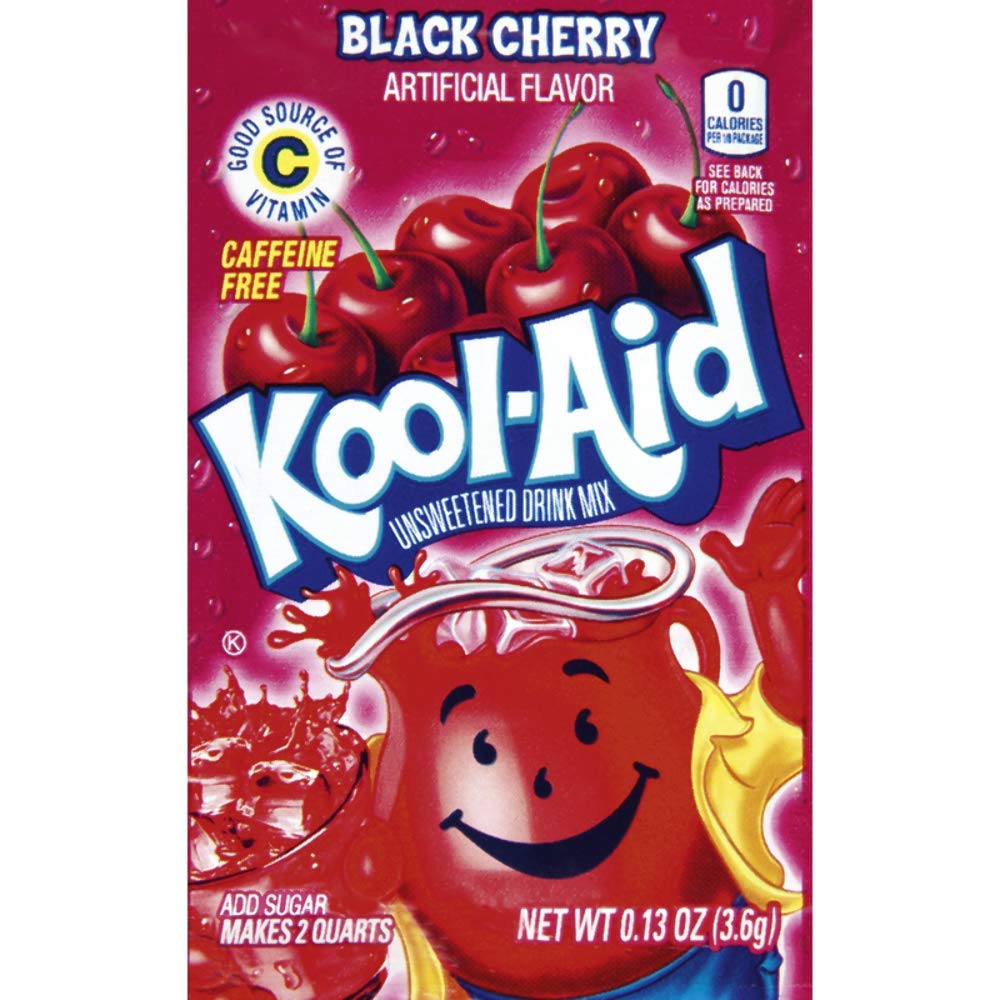 BLACK CHERRY
ARTIFICIAL FLAVOR
GOOD SOURCE OF
C
VITAMIN
0
CALORIES
PER 1/8 PACKAGE
SEE BACK
FOR CALORIES
AS PREPARED
CAFFEINE
FREE
Kool-Aid
UNSWEETENED DRINK MIX
K
ADD SUGAR
MAKES 2 QUARTS
NET WT 0.13 OZ (3.6g)